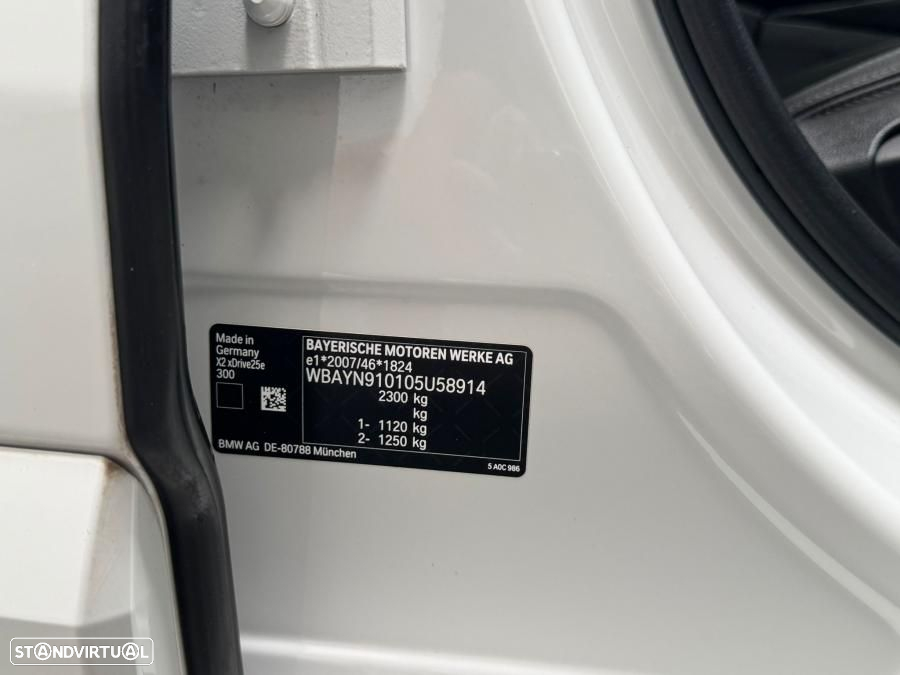 Made in
Germany
X2 xDrive25e
300
BAYERISCHE MOTOREN WERKE AG
e1*2007/46*1824
WBAYN910105U58914
2300 kg
kg
1- 1120 kg
2- 1250 kg
BMW AG DE-80788 München
5 A0C 986
STANDVIRTUAL